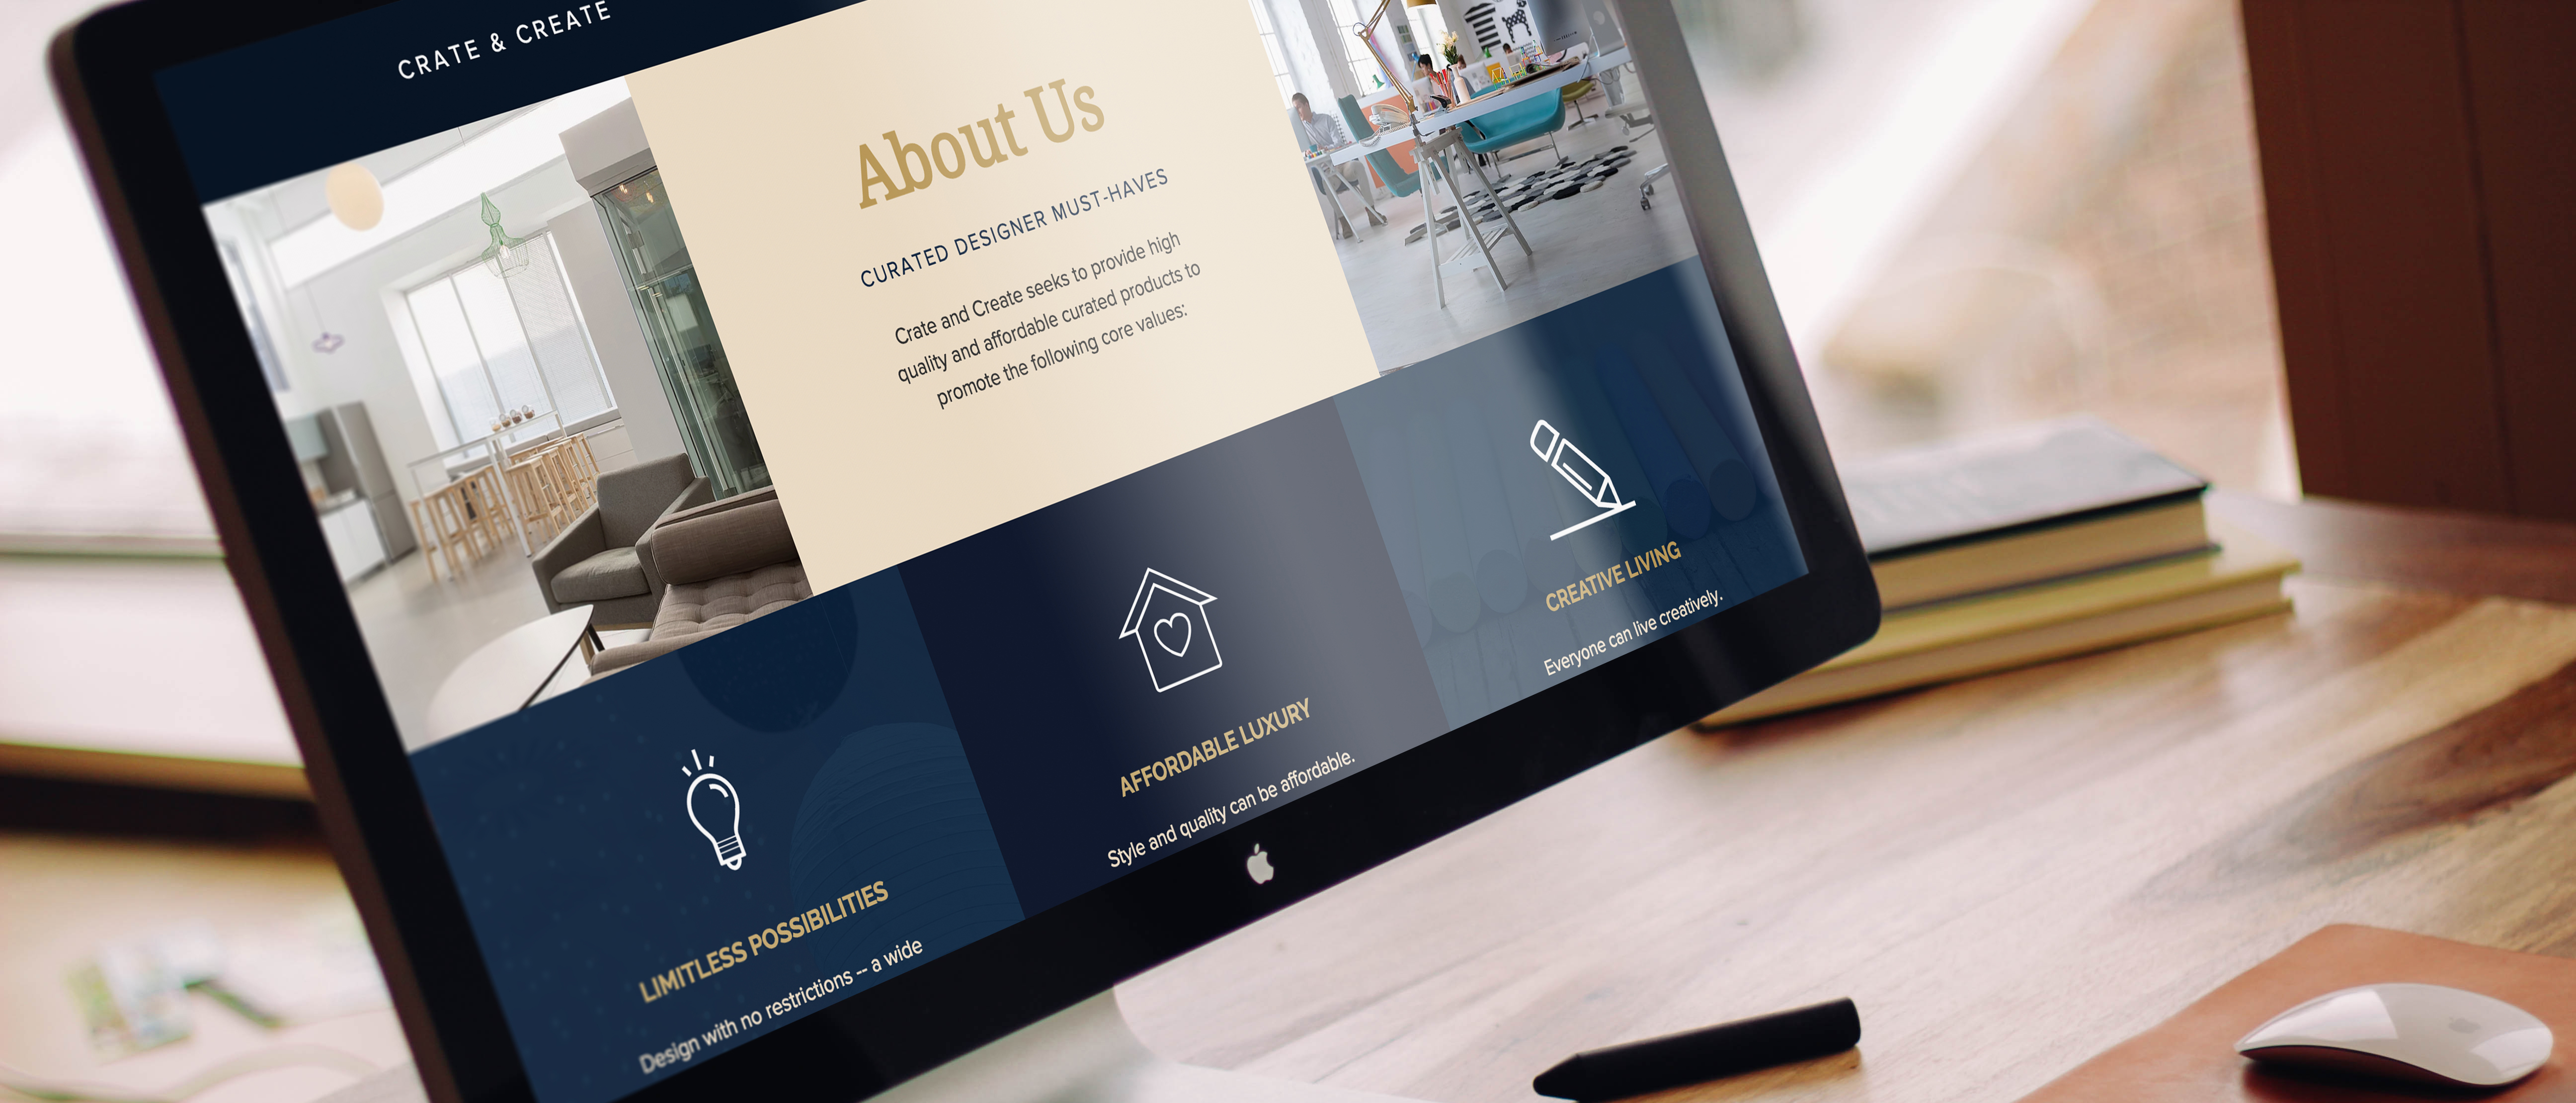 CRATE & CREATE
About Us
CURATED DESIGNER MUST-HAVES
Crate and Create seeks to provide high
quality and affordable curated products to
promote the following core values:
LIMITLESS POSSIBILITIES
Design with no restrictions -- a wide
AFFORDABLE LUXURY
Style and quality can be affordable.
CREATIVE LIVING
Everyone can live creatively.